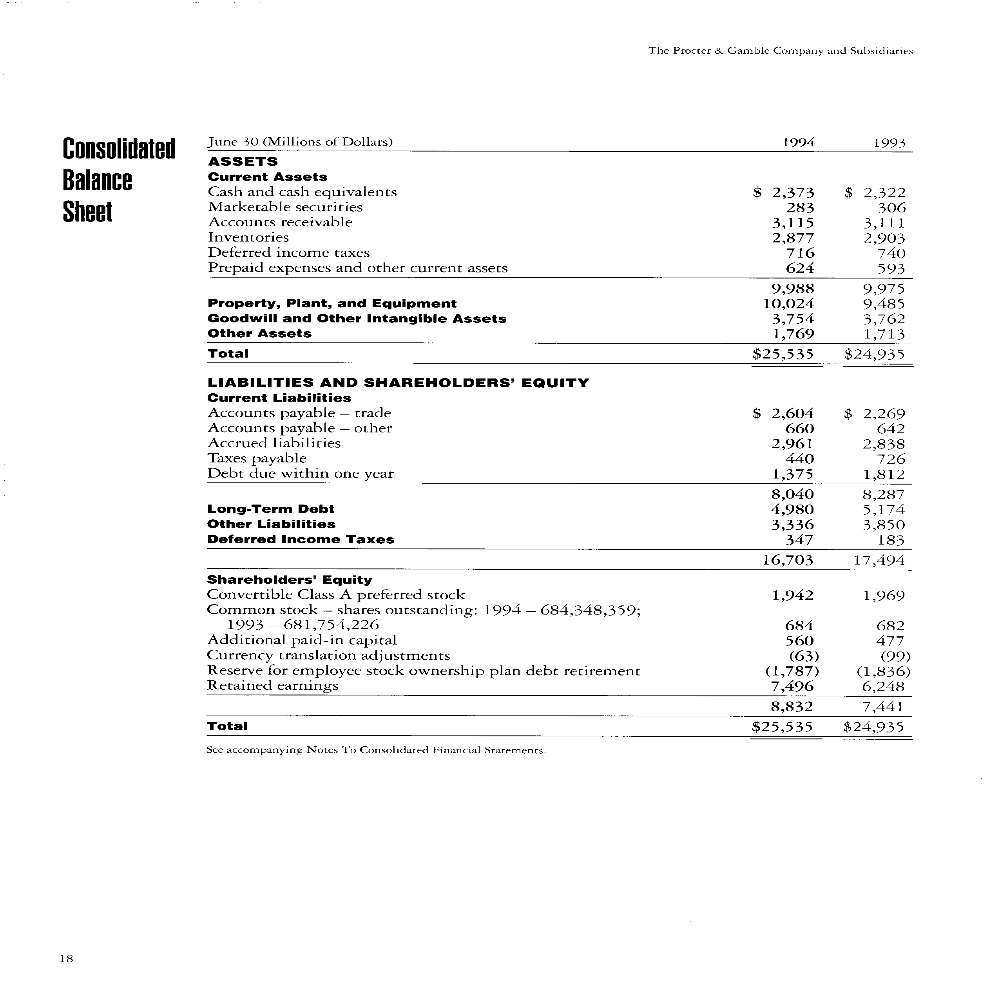 The Procter & Gamble Company and Subsidiaries
Consolidated
Balance
Sheet
June 30 (Millions of Dollars) 1994 1993
ASSETS
Current Assets
Cash and cash equivalents $ 2,373 $ 2,322
Marketable securities 283 306
Accounts receivable 3,115 3,111
Inventories 2,877 2,903
Deferred income taxes 716 740
Prepaid expenses and other current assets 624 593
9,988 9,975
Property, Plant, and Equipment 10,024 9,485
Goodwill and Other Intangible Assets 3,754 3,762
Other Assets 1,769 1,713
Total $25,535 $24,935
LIABILITIES AND SHAREHOLDERS' EQUITY
Current Liabilities
Accounts payable – trade $ 2,604 $ 2,269
Accounts payable – other 660 642
Accrued liabilities 2,961 2,838
Taxes payable 440 726
Debt due within one year 1,375 1,812
8,040 8,287
Long-Term Debt 4,980 5,174
Other Liabilities 3,336 3,850
Deferred Income Taxes 347 183
16,703 17,494
Shareholders' Equity
Convertible Class A preferred stock 1,942 1,969
Common stock – shares outstanding: 1994 – 684,348,359;
1993 – 681,754,226 684 682
Additional paid-in capital 560 477
Currency translation adjustments (63) (99)
Reserve for employee stock ownership plan debt retirement (1,787) (1,836)
Retained earnings 7,496 6,248
8,832 7,441
Total $25,535 $24,935
See accompanying Notes To Consolidated Financial Statements.
18